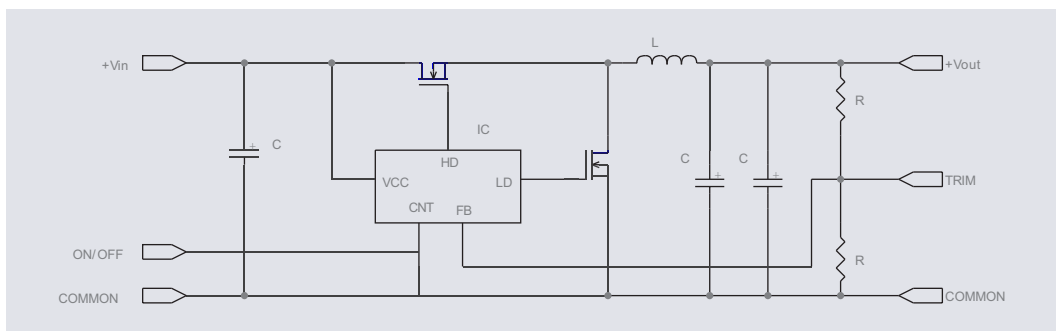 L
+Vin
+Vout
R
IC
+
C
HD
C
+
C
+
VCC
LD
TRIM
CNT
FB
ON/OFF
R
COMMON
COMMON